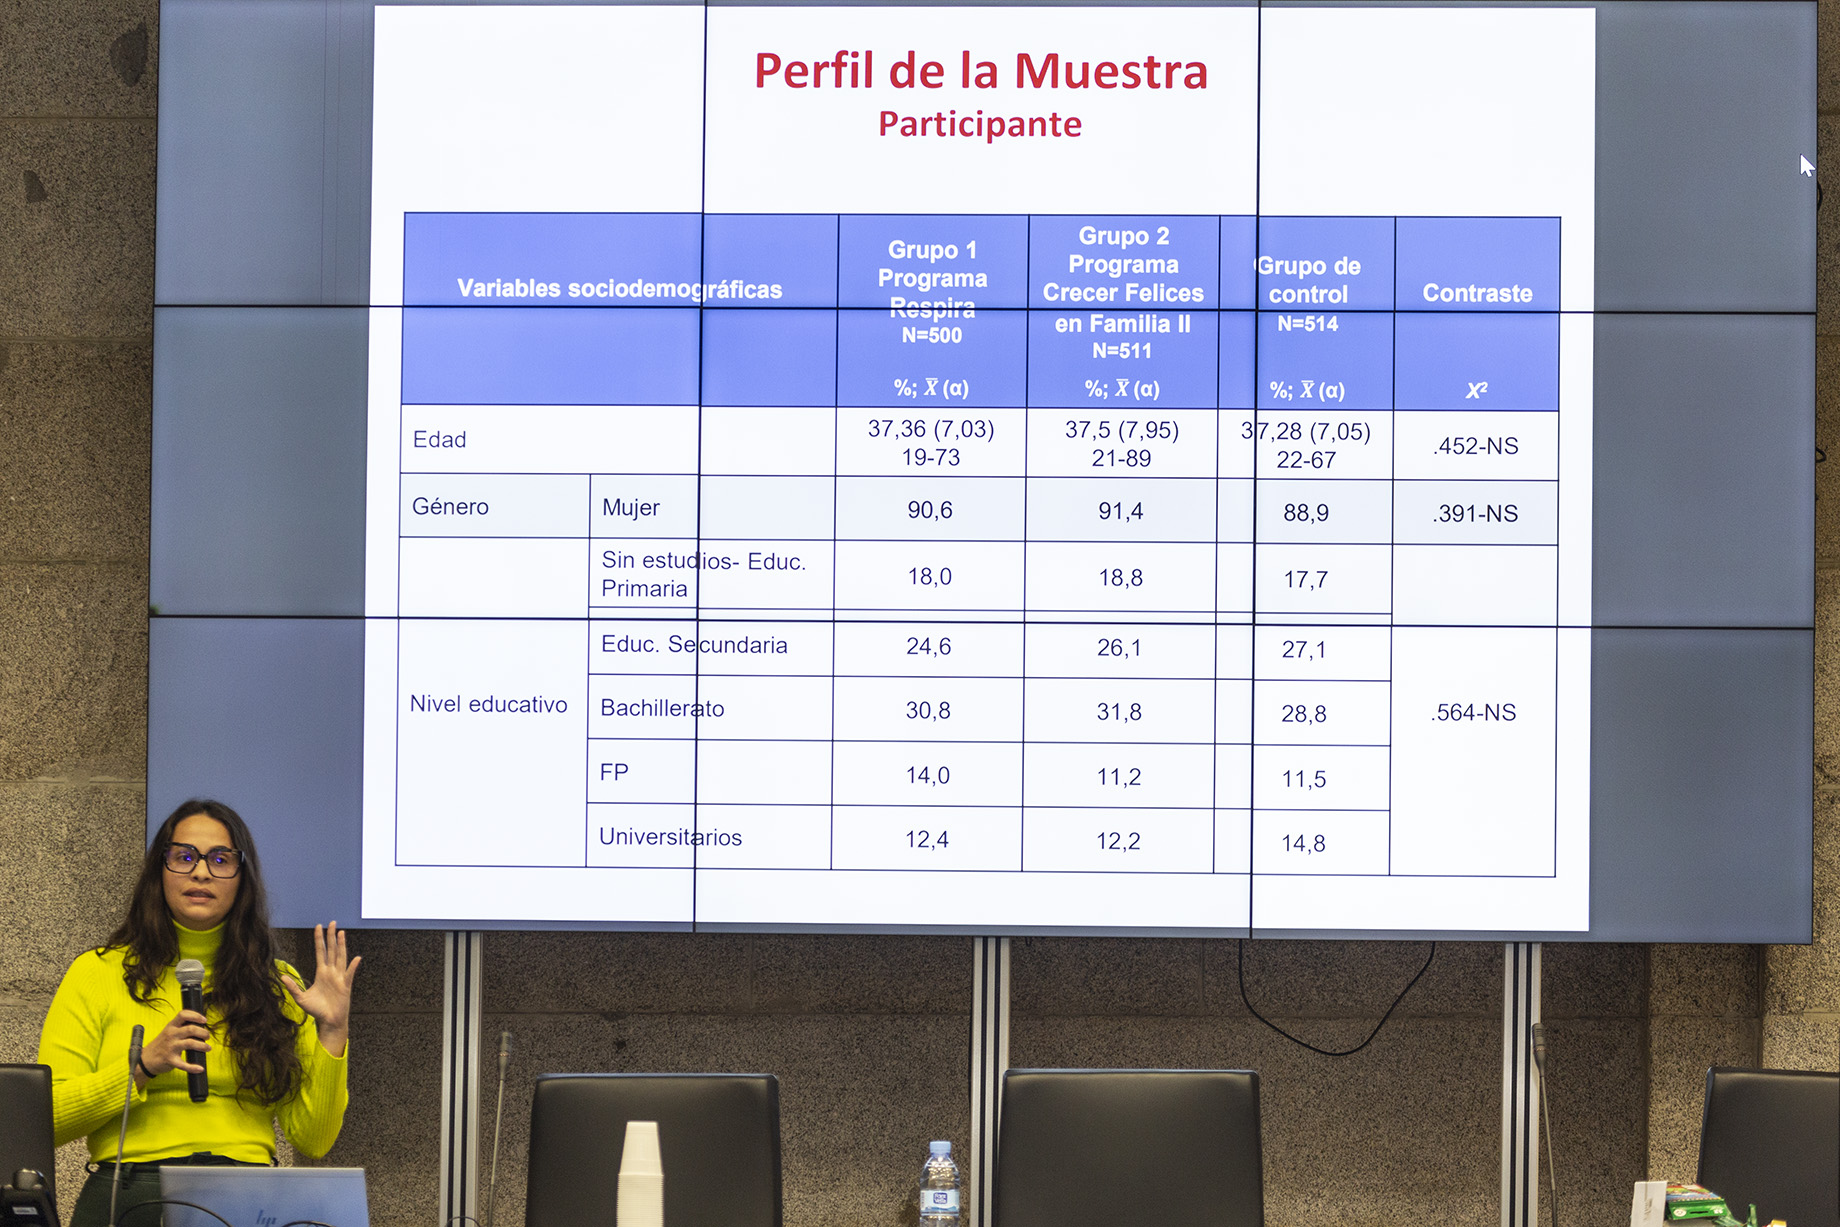 Perfil de la Muestra
Participante
Variables sociodemográficas
Grupo 1
Programa
Respira
N=500
%; X̅ (α)
Grupo 2
Programa
Crecer Felices
en Familia II
N=511
%; X̅ (α)
Grupo de
control
N=514
%; X̅ (α)
Contraste
X²
Edad
37,36 (7,03)
19-73
37,5 (7,95)
21-89
37,28 (7,05)
22-67
.452-NS
Género
Mujer
90,6
91,4
88,9
.391-NS
Nivel educativo
Sin estudios- Educ.
Primaria
18,0
18,8
17,7
Educ. Secundaria
24,6
26,1
27,1
Bachillerato
30,8
31,8
28,8
.564-NS
FP
14,0
11,2
11,5
Universitarios
12,4
12,2
14,8
hp